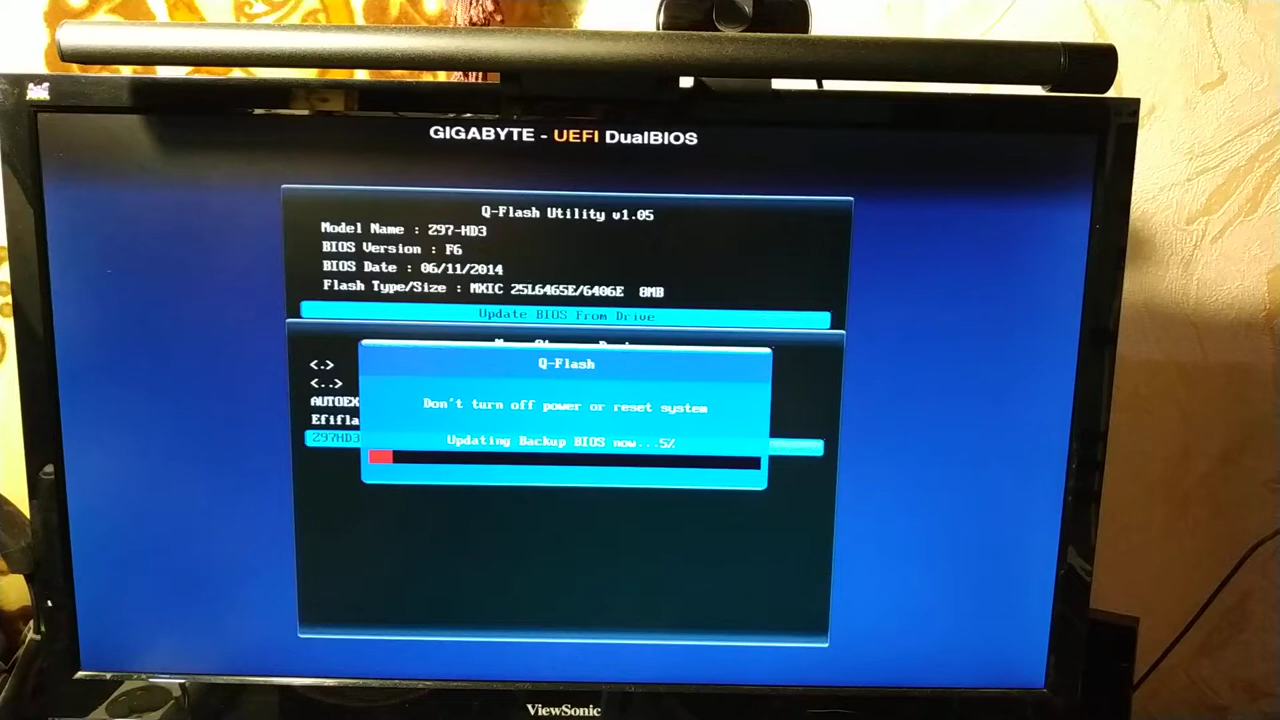 GIGABYTE - UEFI DualBIOS
Q-Flash Utility v1.05
Model Name : Z97-HD3
BIOS Version : F6
BIOS Date : 06/11/2014
Flash Type/Size : MXIC 25L6465E/6406E 8MB
Update BIOS From Drive
<.>
<..>
AUTOEX
Efifla
Z97HD3
Q-Flash
Don't turn off power or reset system
Updating Backup BIOS now...5%
ViewSonic